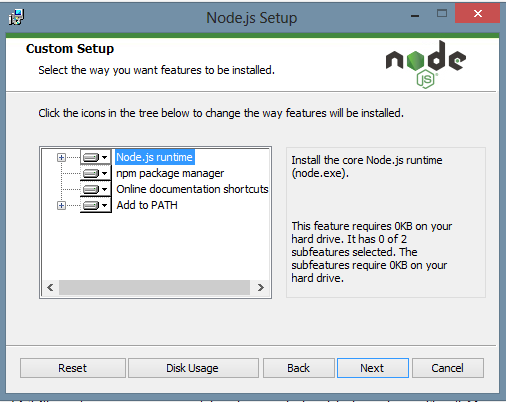 Node.js Setup
Custom Setup
Select the way you want features to be installed.
node
JS
Click the icons in the tree below to change the way features will be installed.
Node.js runtime
npm package manager
Online documentation shortcuts
Add to PATH
Install the core Node.js runtime
(node.exe).
This feature requires 0KB on your
hard drive. It has 0 of 2
subfeatures selected. The
subfeatures require 0KB on your
hard drive.
Reset
Disk Usage
Back
Next
Cancel